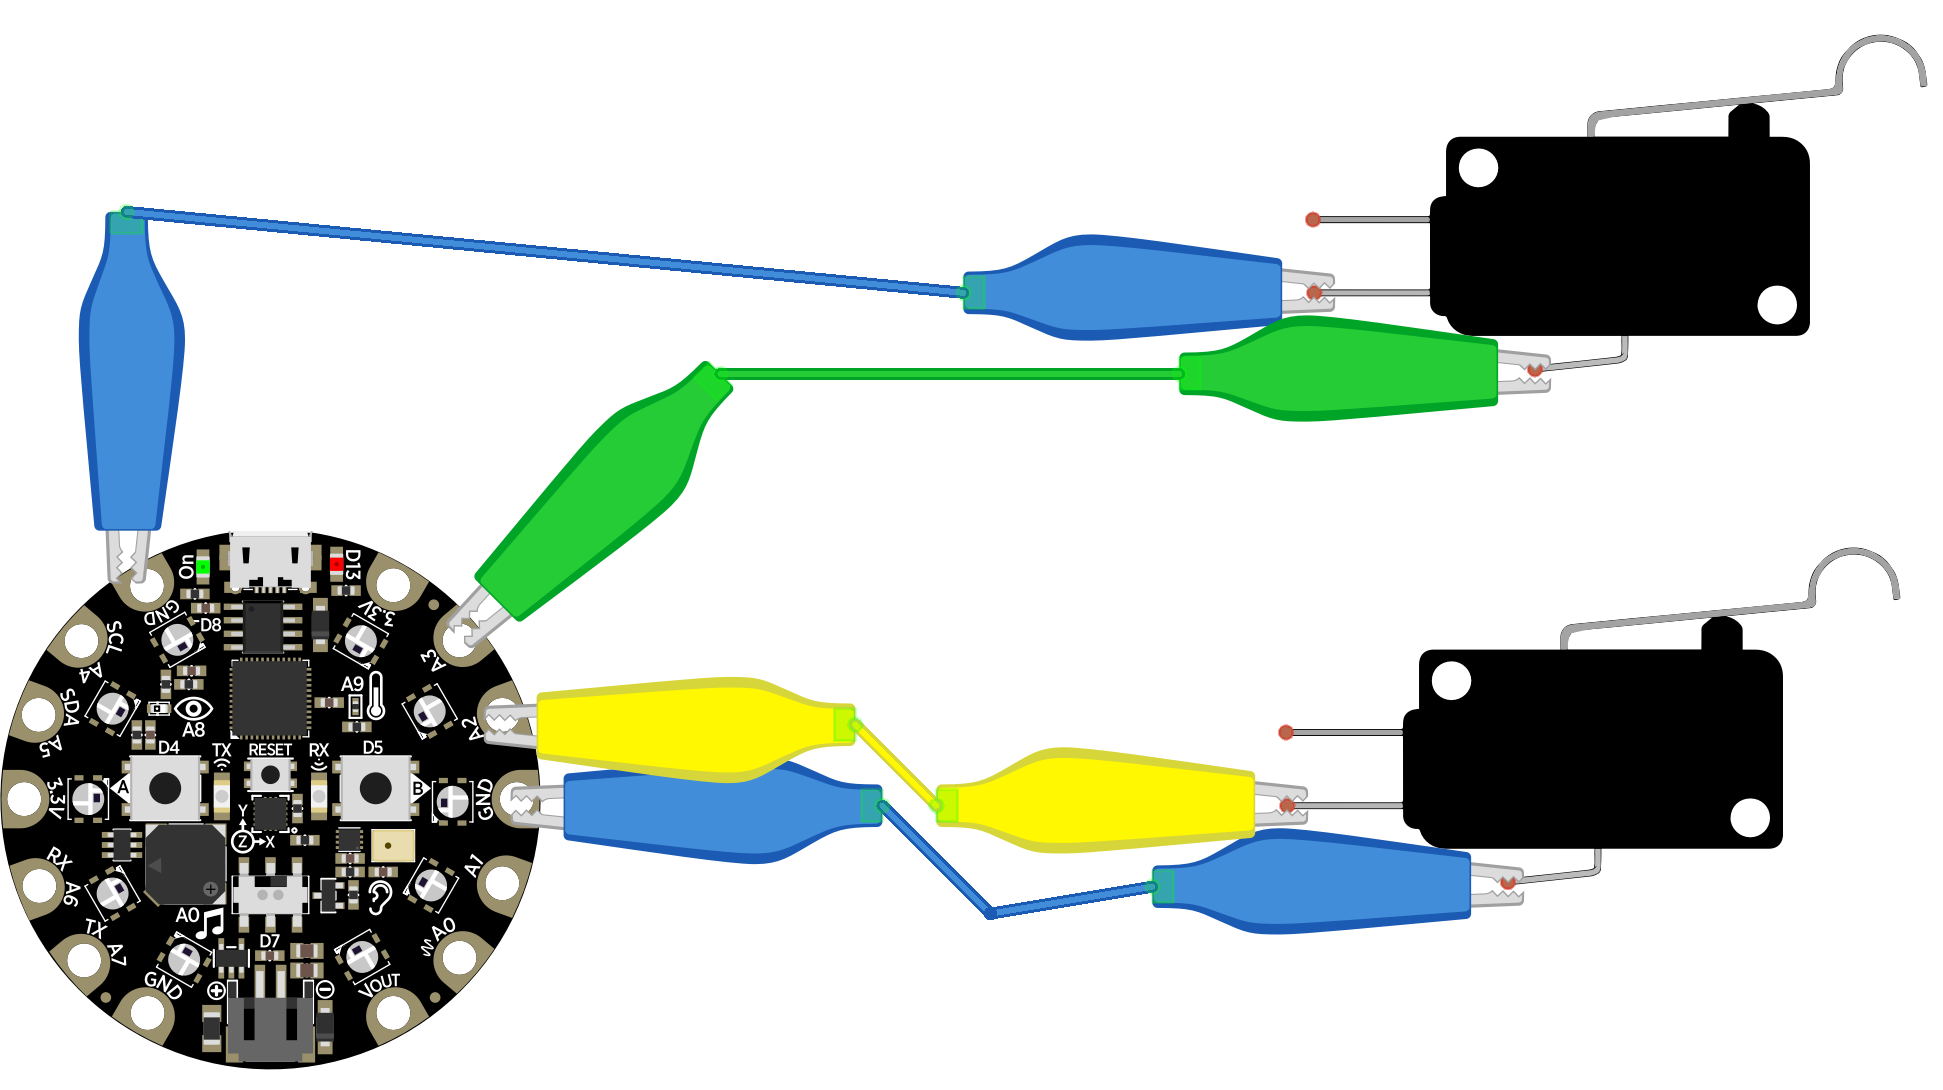 On
D13
GND
D8
3.3V
SCL
A4
A3
A9
SDA
A5
A8
A2
D4
TX
RESET
RX
D5
3.3V
A
B
GND
Y
Z
X
RX
A6
A1
A0
TX
A7
D7
A0
GND
VOUT